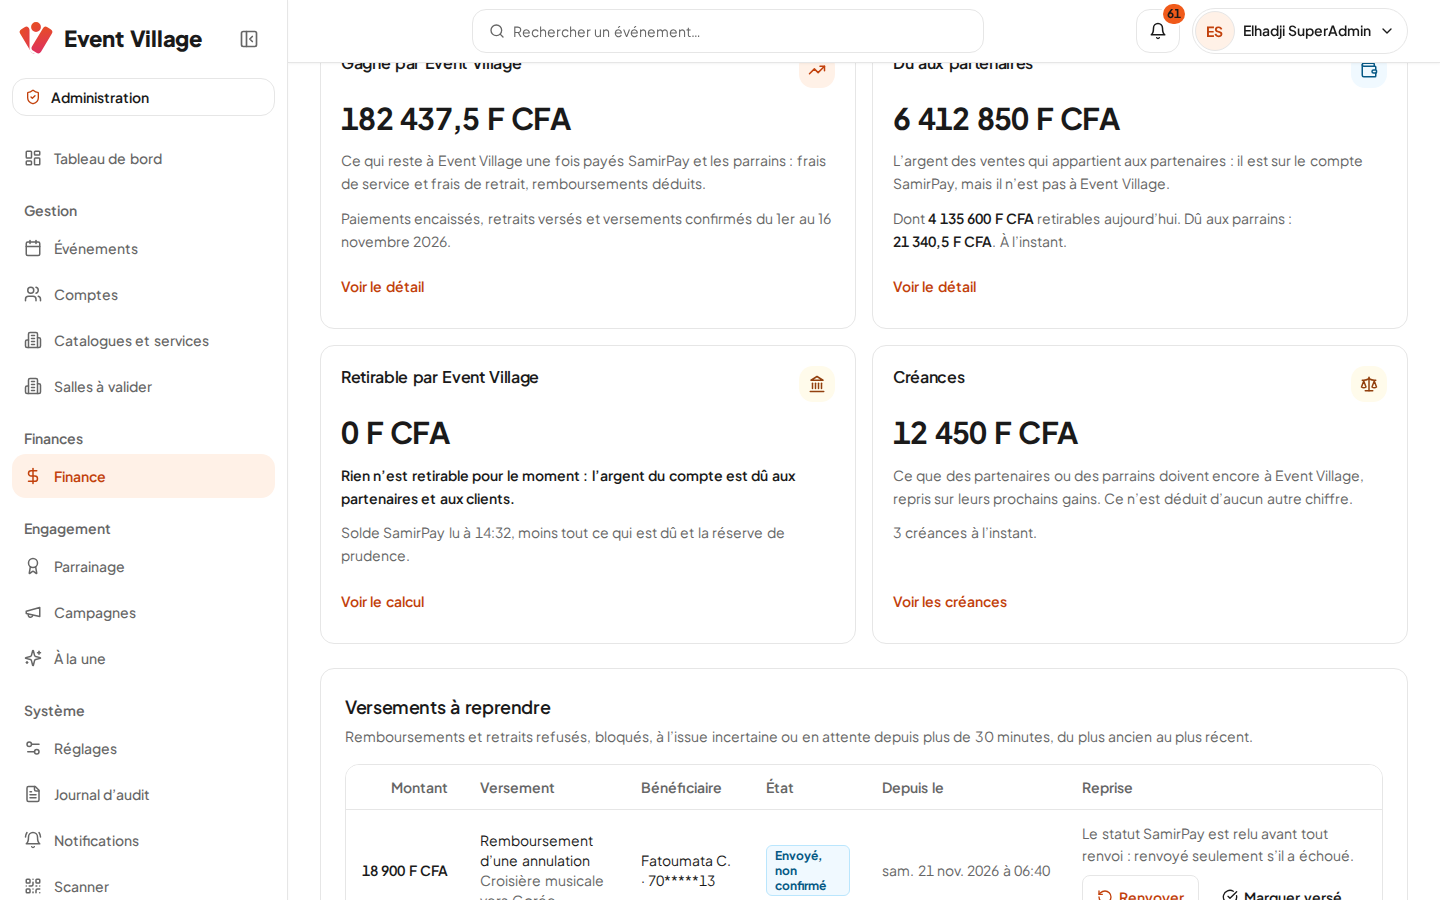 Event Village
Rechercher un événement...
61
ES
Elhadji SuperAdmin
Administration
Tableau de bord
Gestion
Événements
Comptes
Catalogues et services
Salles à valider
Finances
Finance
Engagement
Parrainage
Campagnes
À la une
Système
Réglages
Journal d'audit
Notifications
Scanner
Gagné par Event Village
182 437,5 F CFA
Ce qui reste à Event Village une fois payés SamirPay et les parrains : frais
de service et frais de retrait, remboursements déduits.
Paiements encaissés, retraits versés et versements confirmés du 1er au 16
novembre 2026.
Voir le détail
Dû aux partenaires
6 412 850 F CFA
L'argent des ventes qui appartient aux partenaires : il est sur le compte
SamirPay, mais il n'est pas à Event Village.
Dont 4 135 600 F CFA retirables aujourd'hui. Dû aux parrains :
21 340,5 F CFA. À l'instant.
Voir le détail
Retirable par Event Village
0 F CFA
Rien n'est retirable pour le moment : l'argent du compte est dû aux
partenaires et aux clients.
Solde SamirPay lu à 14:32, moins tout ce qui est dû et la réserve de
prudence.
Voir le calcul
Créances
12 450 F CFA
Ce que des partenaires ou des parrains doivent encore à Event Village,
repris sur leurs prochains gains. Ce n'est déduit d'aucun autre chiffre.
3 créances à l'instant.
Voir les créances
Versements à reprendre
Remboursements et retraits refusés, bloqués, à l'issue incertaine ou en attente depuis plus de 30 minutes, du plus ancien au plus récent.
Montant Versement Bénéficiaire État Depuis le Reprise
18 900 F CFA
Remboursement
d'une annulation
Croisière musicale
vers Gorée
Fatoumata C.
· 70*****13
Envoyé,
non
confirmé
sam. 21 nov. 2026 à 06:40
Le statut SamirPay est relu avant tout
renvoi : renvoyé seulement s'il a échoué.
Renvoyer
Marquer versé